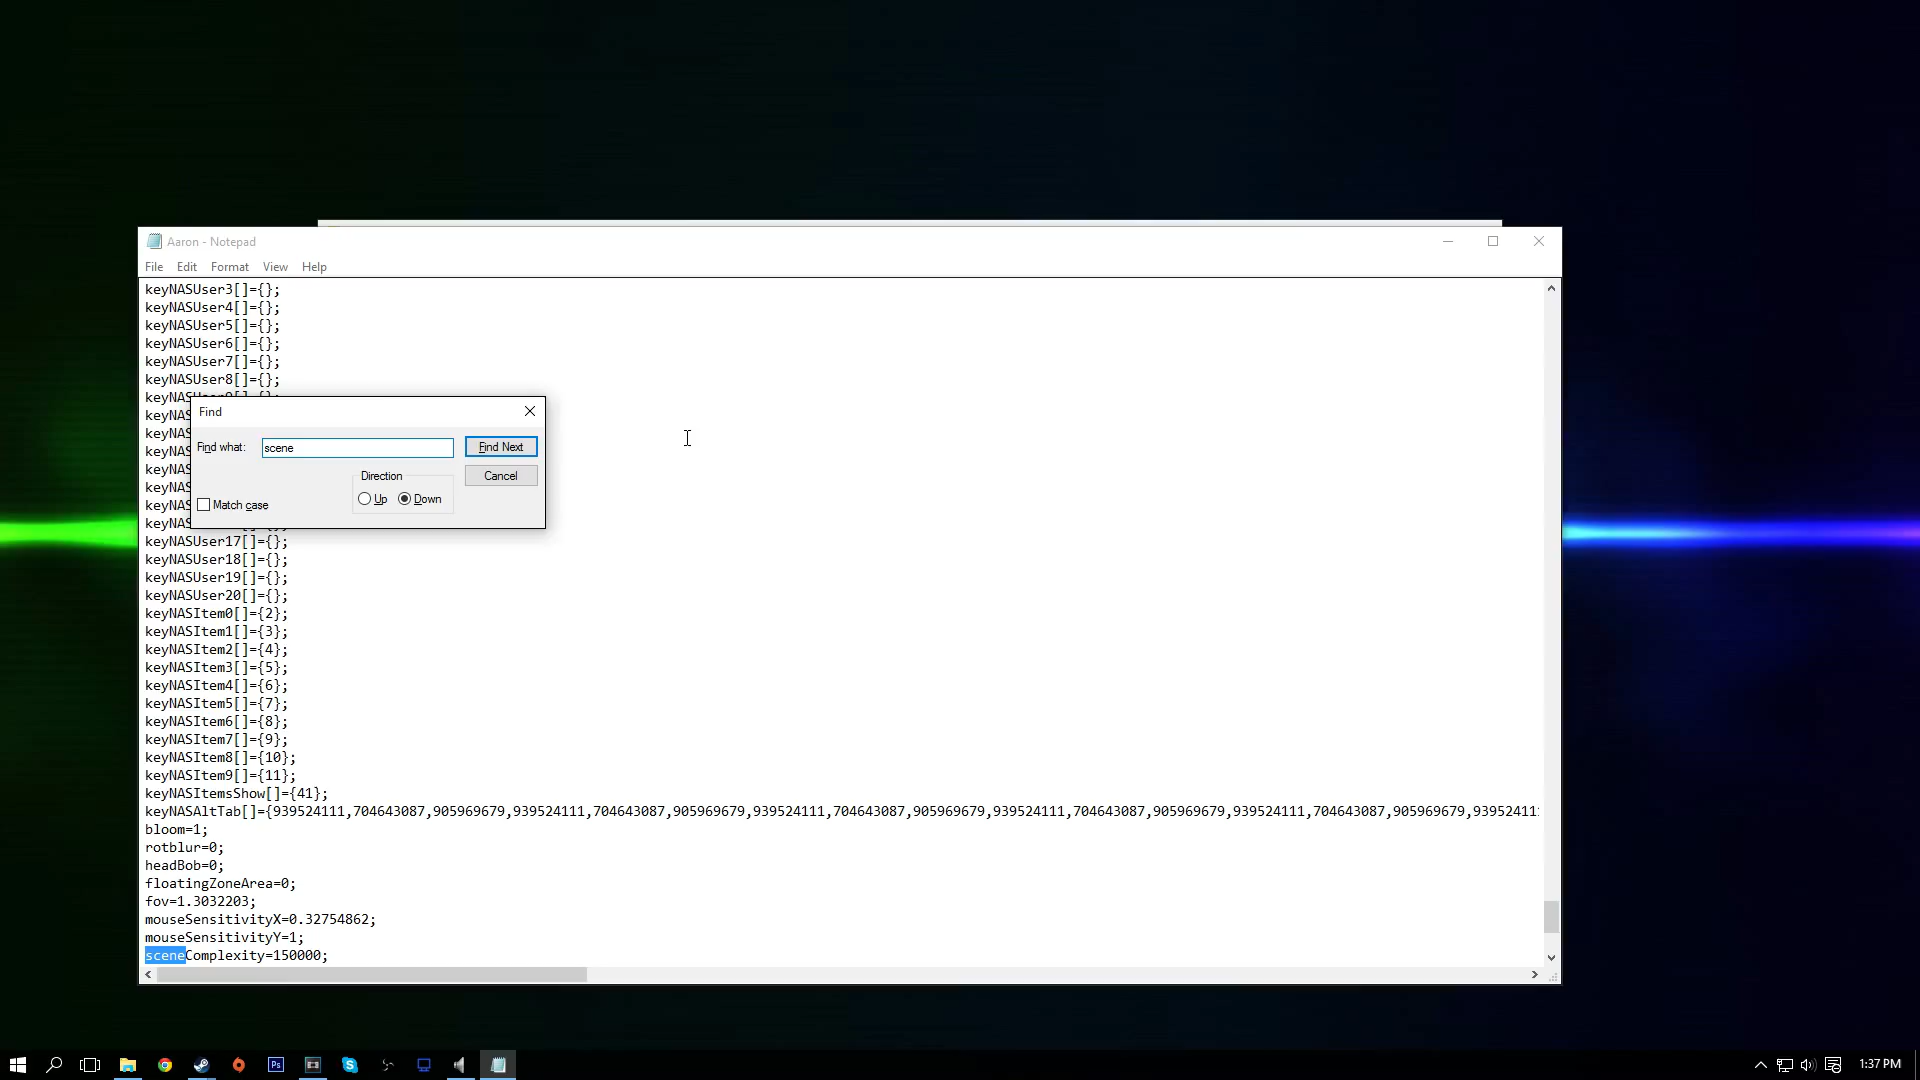 Aaron - Notepad
File Edit Format View Help
keyNASUser3[]={};
keyNASUser4[]={};
keyNASUser5[]={};
keyNASUser6[]={};
keyNASUser7[]={};
keyNASUser8[]={};
Find
Find what: scene Find Next
Direction Cancel
Up Down
Match case
keyNASUser17[]={};
keyNASUser18[]={};
keyNASUser19[]={};
keyNASUser20[]={};
keyNASItem0[]={2};
keyNASItem1[]={3};
keyNASItem2[]={4};
keyNASItem3[]={5};
keyNASItem4[]={6};
keyNASItem5[]={7};
keyNASItem6[]={8};
keyNASItem7[]={9};
keyNASItem8[]={10};
keyNASItem9[]={11};
keyNASItemsShow[]={41};
keyNASAltTab[]={939524111,704643087,905969679,939524111,704643087,905969679,939524111,704643087,905969679,939524111,704643087,905969679,939524111,704643087,905969679,93952411
bloom=1;
rotblur=0;
headBob=0;
floatingZoneArea=0;
fov=1.3032203;
mouseSensitivityX=0.32754862;
mouseSensitivityY=1;
sceneComplexity=150000;
Ps
1:37 PM